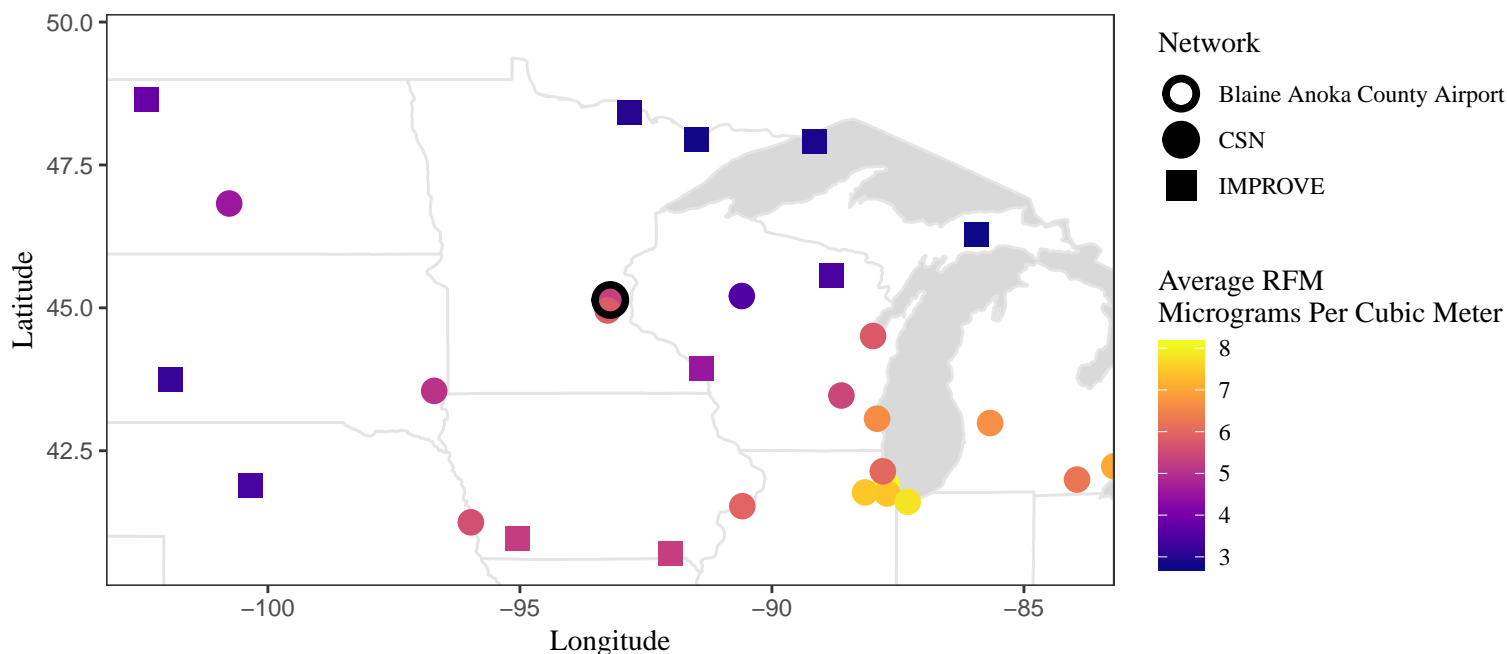 50.0
47.5
45.0
42.5
Latitude
−100
−95
−90
−85
Longitude
Network
Blaine Anoka County Airport
CSN
IMPROVE
Average RFM
Micrograms Per Cubic Meter
8
7
6
5
4
3